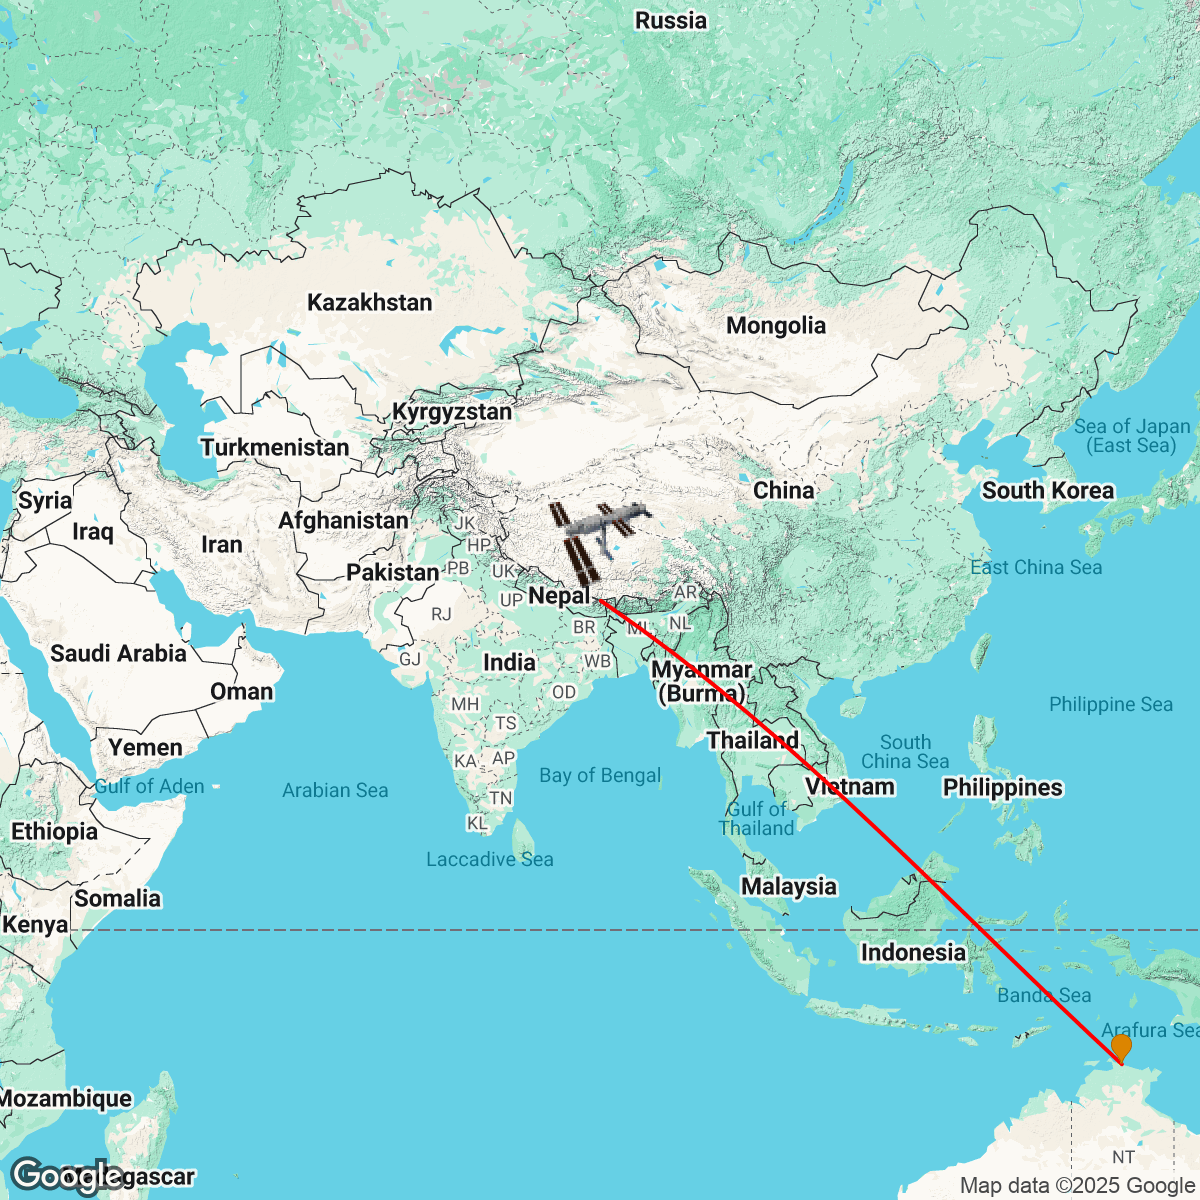 Russia
Kazakhstan
Mongolia
Kyrgyzstan
Sea of Japan
(East Sea)
Turkmenistan
China
South Korea
Syria
Afghanistan
JK
Iraq
Iran
HP
East China Sea
Pakistan
PB
UK
Nepal
AR
UP
RJ
BR
NL
Saudi Arabia
GJ
India
WB
Myanmar
(Burma)
Oman
OD
MH
Philippine Sea
TS
Yemen
KA
AP
Thailand
South
China Sea
Gulf of Aden
Arabian Sea
Bay of Bengal
Vietnam
Philippines
TN
Gulf of
Thailand
Ethiopia
KL
Laccadive Sea
Malaysia
Somalia
Kenya
Indonesia
Banda Sea
Arafura Sea
Mozambique
NT
Madagascar
Google
Map data ©2025 Google